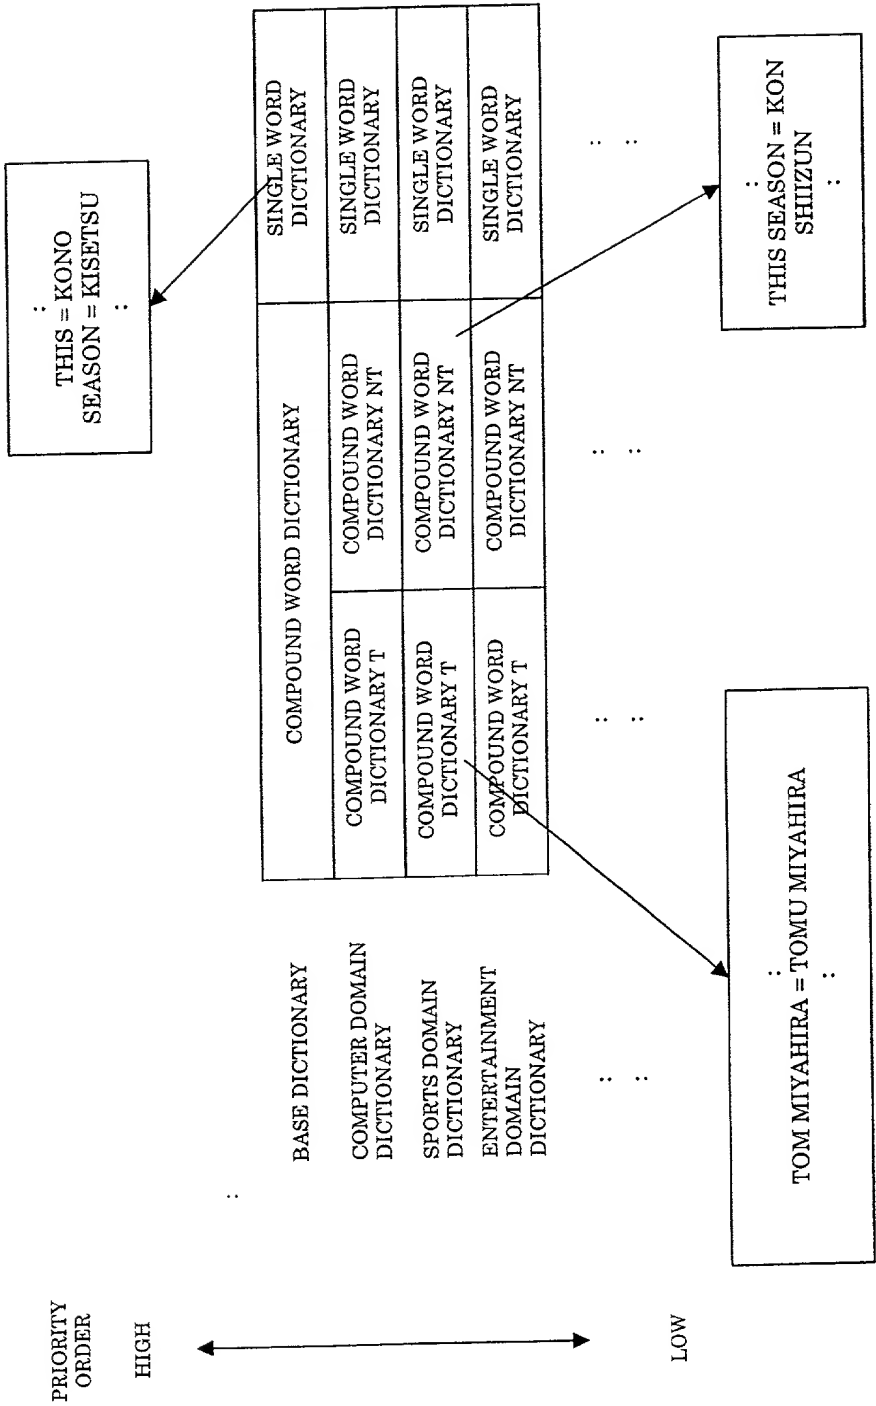 PRIORITY
ORDER
HIGH
LOW
:
THIS = KONO
SEASON = KISETSU
:
:
BASE DICTIONARY
COMPOUND WORD DICTIONARY
SINGLE WORD
DICTIONARY
COMPUTER DOMAIN
DICTIONARY
COMPOUND WORD
DICTIONARY T
COMPOUND WORD
DICTIONARY NT
SINGLE WORD
DICTIONARY
SPORTS DOMAIN
DICTIONARY
COMPOUND WORD
DICTIONARY T
COMPOUND WORD
DICTIONARY NT
SINGLE WORD
DICTIONARY
ENTERTAINMENT
DOMAIN
DICTIONARY
COMPOUND WORD
DICTIONARY T
COMPOUND WORD
DICTIONARY NT
SINGLE WORD
DICTIONARY
: : : :
: : : :
:
TOM MIYAHIRA = TOMU MIYAHIRA
:
:
THIS SEASON = KON
SHIIZUN
: